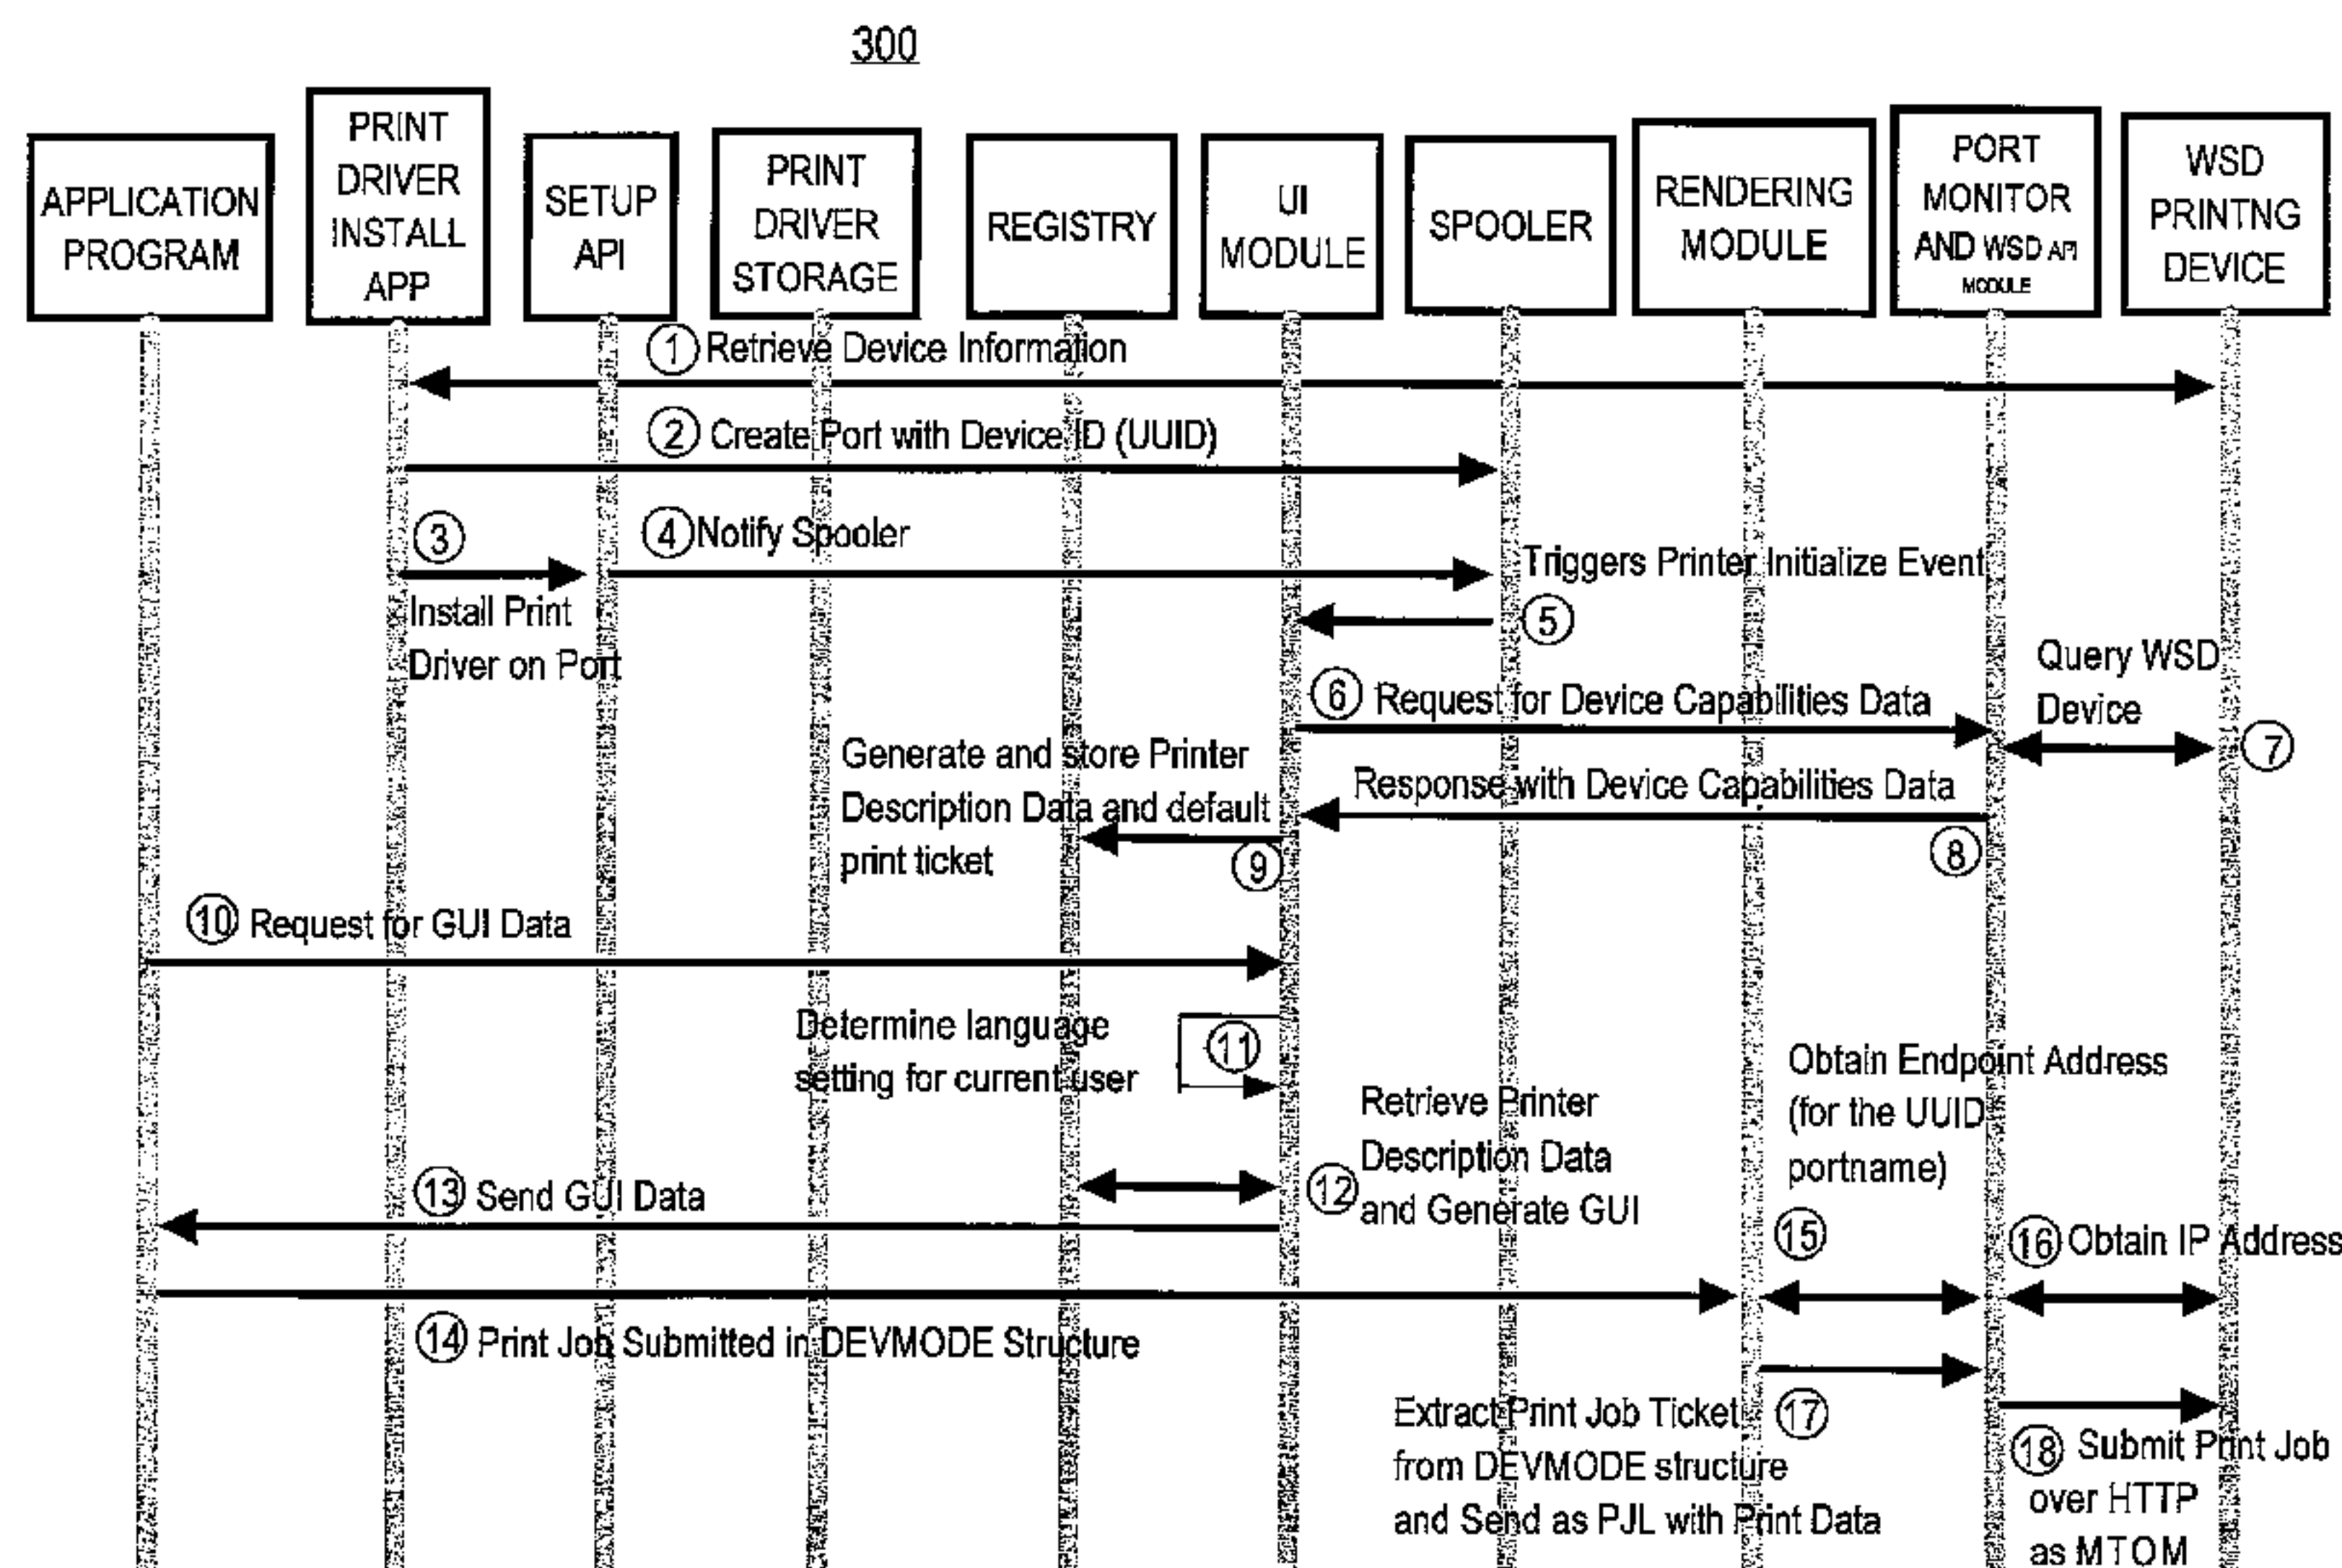 300
APPLICATION
PROGRAM
PRINT
DRIVER
INSTALL
APP
SETUP
API
PRINT
DRIVER
STORAGE
REGISTRY
UI
MODULE
SPOOLER
RENDERING
MODULE
PORT
MONITOR
AND WSD API
MODULE
WSD
PRINTNG
DEVICE
1 Retrieve Device Information
2 Create Port with Device ID (UUID)
3
Install Print
Driver on Port
4 Notify Spooler
Triggers Printer Initialize Event
5
6 Request for Device Capabilities Data
Query WSD
Device
7
Response with Device Capabilities Data
8
Generate and store Printer
Description Data and default
print ticket
9
10 Request for GUI Data
Determine language
setting for current user
11
Retrieve Printer
Description Data
and Generate GUI
12
13 Send GUI Data
14 Print Job Submitted in DEVMODE Structure
Obtain Endpoint Address
(for the UUID
portname)
15
16 Obtain IP Address
Extract Print Job Ticket
from DEVMODE structure
and Send as PJL with Print Data
17
18 Submit Print Job
over HTTP
as MTOM